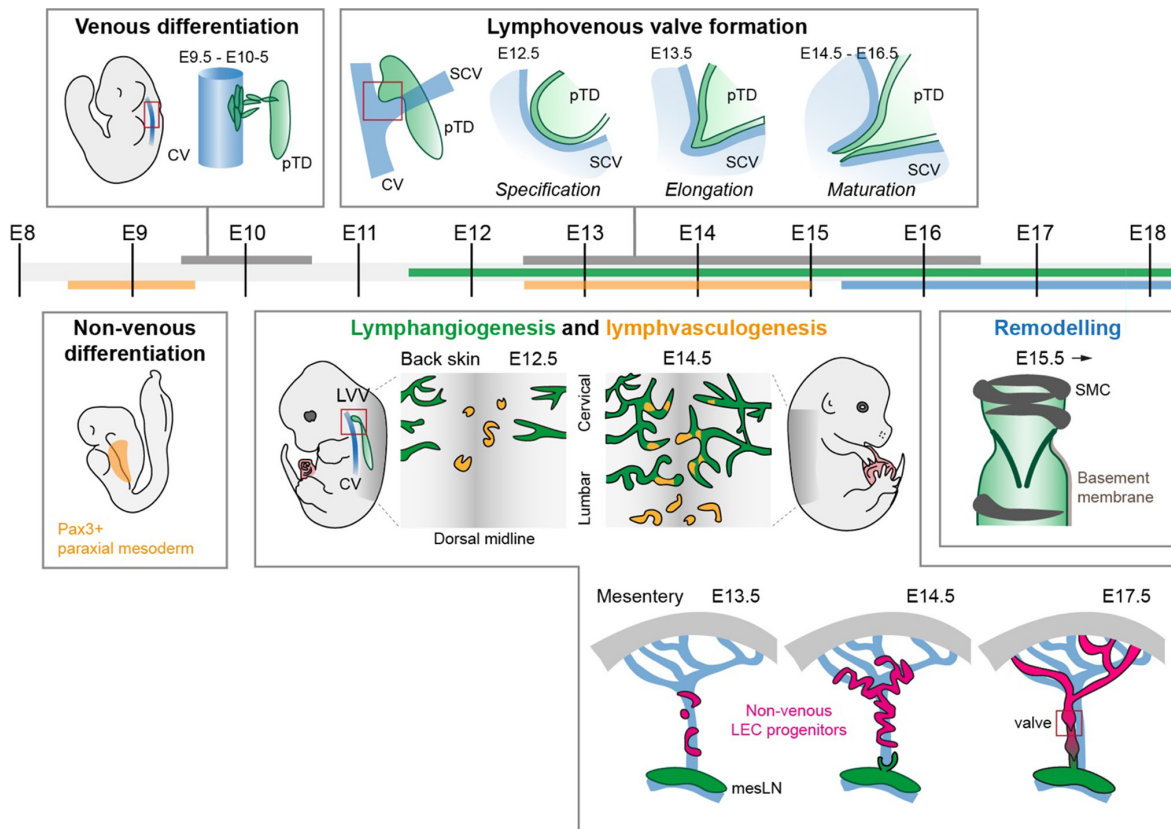 Venous differentiation
E9.5 - E10-5
CV
pTD
Lymphovenous valve formation
SCV
pTD
CV
E12.5
pTD
SCV
Specification
E13.5
pTD
SCV
Elongation
E14.5 - E16.5
pTD
SCV
Maturation
E8
E9
E10
E11
E12
E13
E14
E15
E16
E17
E18
Non-venous
differentiation
Pax3+
paraxial mesoderm
Lymphangiogenesis and lymphvasculogenesis
LVV
CV
Back skin
E12.5
Dorsal midline
E14.5
Cervical
Lumbar
Remodelling
E15.5
SMC
Basement
membrane
Mesentery
E13.5
E14.5
E17.5
Non-venous
LEC progenitors
valve
mesLN